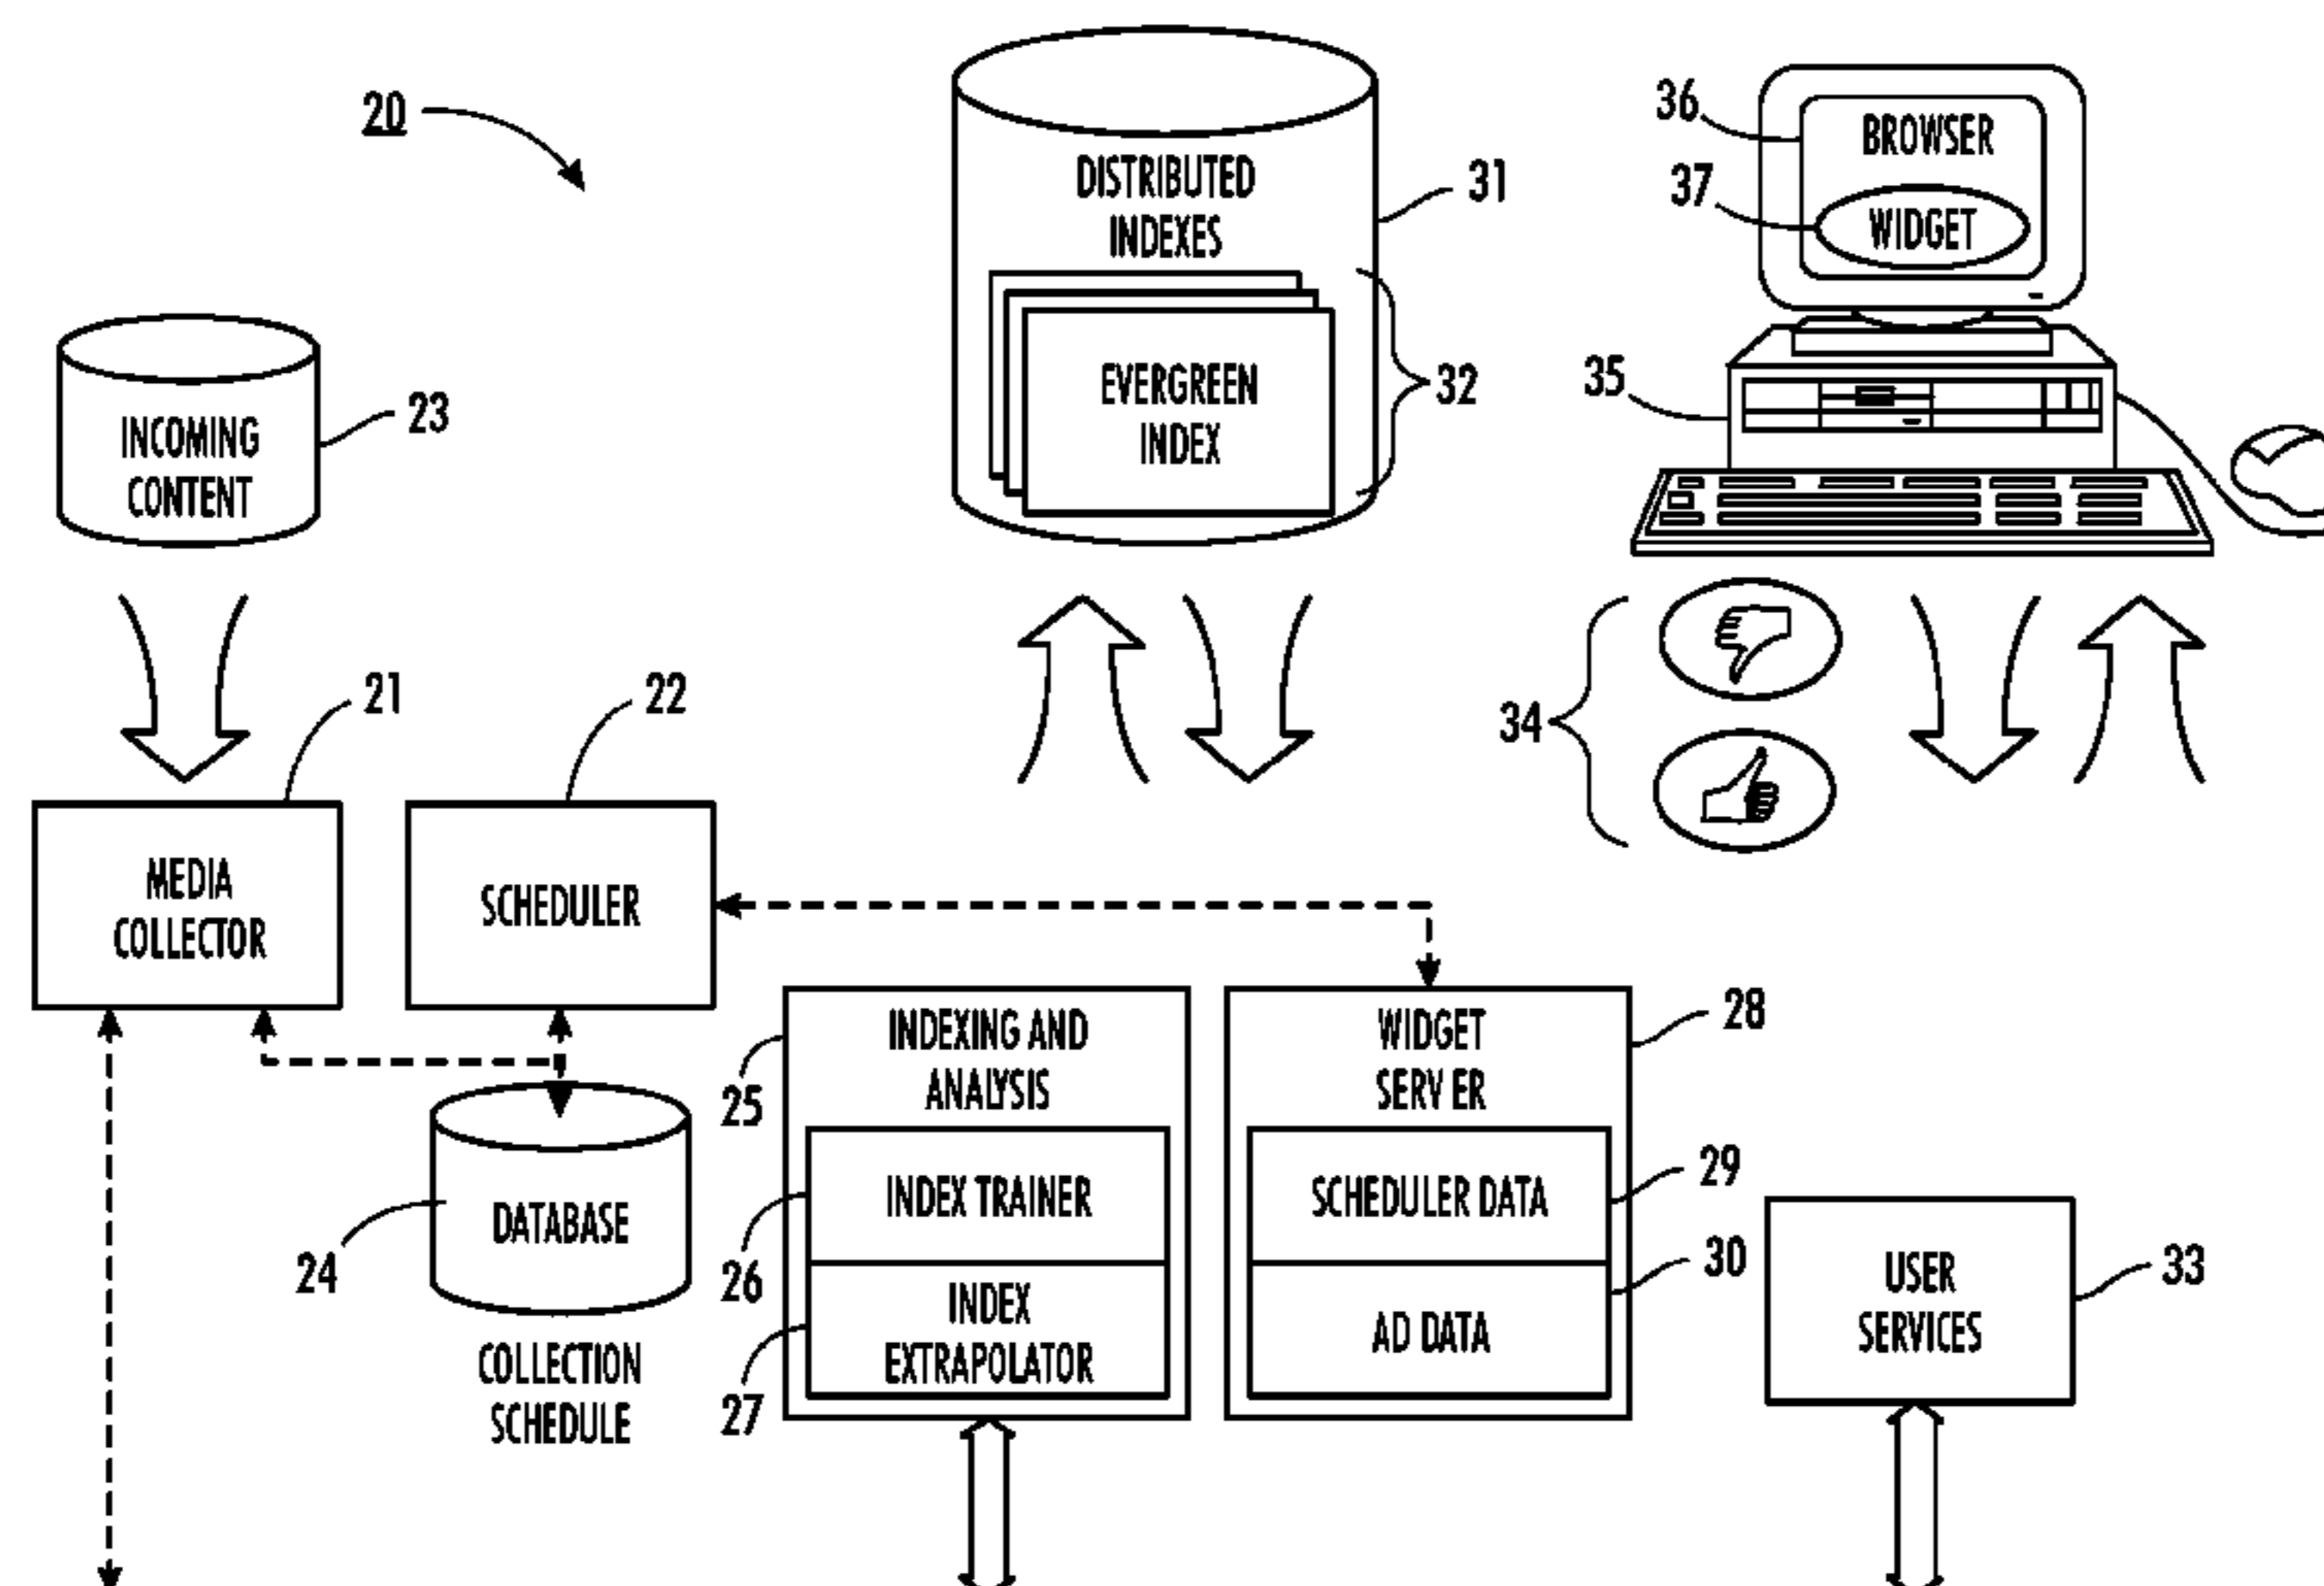 20
DISTRIBUTED
INDEXES
31
EVERGREEN
INDEX
32
36
BROWSER
37
WIDGET
35
INCOMING
CONTENT
23
34
21
22
MEDIA
COLLECTOR
SCHEDULER
24
DATABASE
COLLECTION
SCHEDULE
25
INDEXING AND
ANALYSIS
26
INDEX TRAINER
27
INDEX
EXTRAPOLATOR
28
WIDGET
SERV ER
SCHEDULER DATA
29
AD DATA
30
USER
SERVICES
33